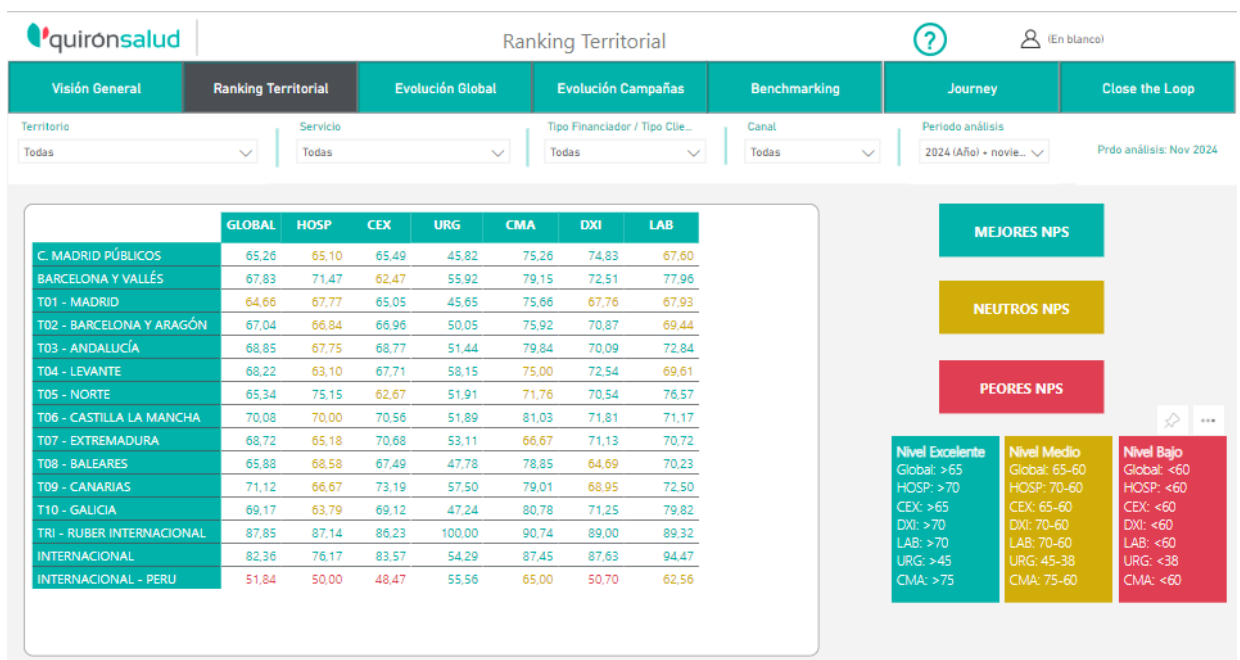 quirónsalud
Ranking Territorial
?
(En blanco)
Visión General
Ranking Territorial
Evolución Global
Evolución Campañas
Benchmarking
Journey
Close the Loop
Territorio
Todas
Servicio
Todas
Tipo Financiador / Tipo Clie...
Todas
Canal
Todas
Periodo análisis
2024 (Año) + novie...
Prdo análisis: Nov 2024
GLOBAL HOSP CEX URG CMA DXI LAB
C. MADRID PÚBLICOS 65,26 65,10 65,49 45,82 75,26 74,83 67,60
BARCELONA Y VALLÉS 67,83 71,47 62,47 55,92 79,15 72,51 77,96
T01 - MADRID 64,66 67,77 65,05 45,65 75,66 67,76 67,93
T02 - BARCELONA Y ARAGÓN 67,04 66,84 66,96 50,05 75,92 70,87 69,44
T03 - ANDALUCÍA 68,85 67,75 68,77 51,44 79,84 70,09 72,84
T04 - LEVANTE 68,22 63,10 67,71 58,15 75,00 72,54 69,61
T05 - NORTE 65,34 75,15 62,67 51,91 71,76 70,54 76,57
T06 - CASTILLA LA MANCHA 70,08 70,00 70,56 51,89 81,03 71,81 71,17
T07 - EXTREMADURA 68,72 65,18 70,68 53,11 66,67 71,13 70,72
T08 - BALEARES 65,88 68,58 67,49 47,78 78,85 64,69 70,23
T09 - CANARIAS 71,12 66,67 73,19 57,50 79,01 68,95 72,50
T10 - GALICIA 69,17 63,79 69,12 47,24 80,78 71,25 79,82
TRI - RUBER INTERNACIONAL 87,85 87,14 86,23 100,00 90,74 89,00 89,32
INTERNACIONAL 82,36 76,17 83,57 54,29 87,45 87,63 94,47
INTERNACIONAL - PERU 51,84 50,00 48,47 55,56 65,00 50,70 62,56
MEJORES NPS
NEUTROS NPS
PEORES NPS
Nivel Excelente
Global: >65
HOSP: >70
CEX: >65
DXI: >70
LAB: >70
URG: >45
CMA: >75
Nivel Medio
Global: 65-60
HOSP: 70-60
CEX: 65-60
DXI: 70-60
LAB: 70-60
URG: 45-38
CMA: 75-60
Nivel Bajo
Global: <60
HOSP: <60
CEX: <60
DXI: <60
LAB: <60
URG: <38
CMA: <60